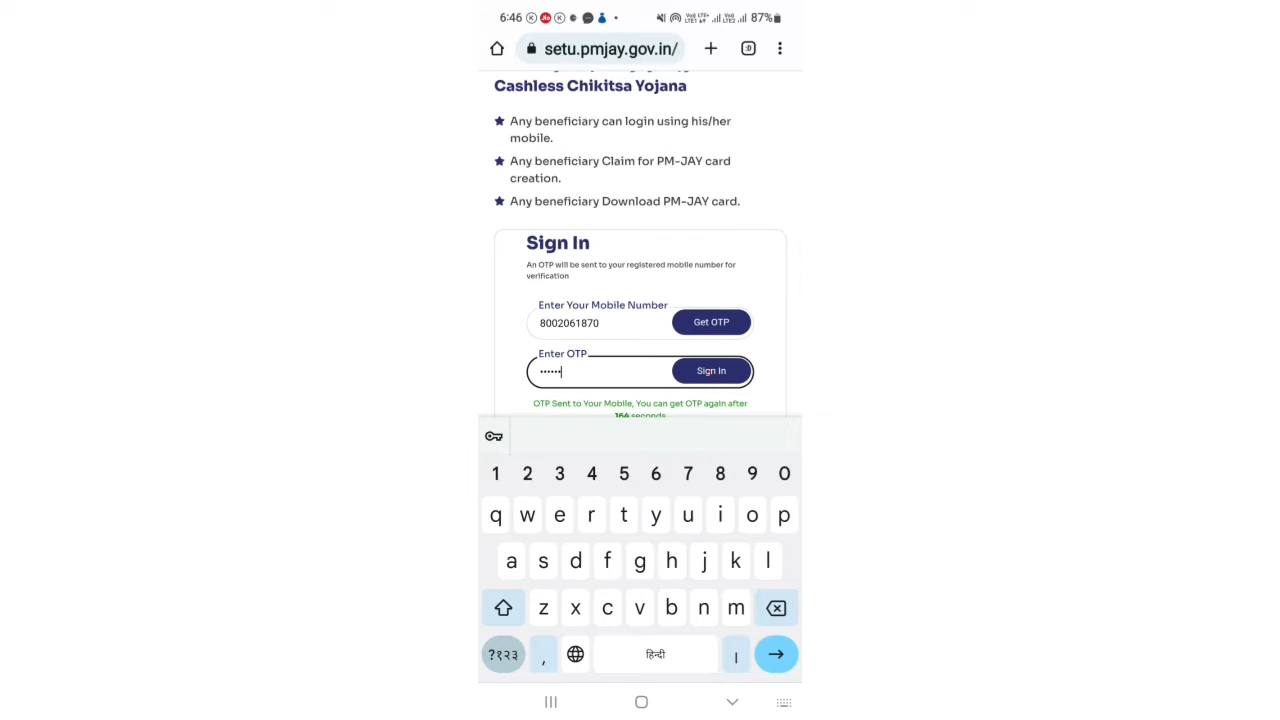 6:46 Jio 87%
setu.pmjay.gov.in/
Cashless Chikitsa Yojana
Any beneficiary can login using his/her
mobile.
Any beneficiary Claim for PM-JAY card
creation.
Any beneficiary Download PM-JAY card.
Sign In
An OTP will be sent to your registered mobile number for
verification
Enter Your Mobile Number
8002061870 Get OTP
Enter OTP
•••••• Sign In
OTP Sent to Your Mobile, You can get OTP again after
164 seconds
1 2 3 4 5 6 7 8 9 0
q w e r t y u i o p
a s d f g h j k l
z x c v b n m
?१२३ , हिन्दी ।